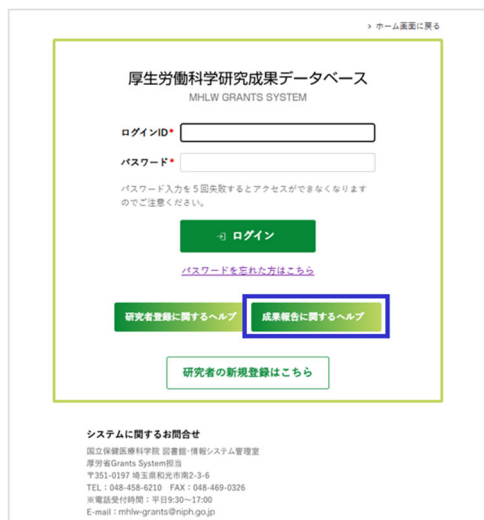 > ホーム画面に戻る
厚生労働科学研究成果データベース
MHLW GRANTS SYSTEM
ログインID*
パスワード*
パスワード入力を5回失敗するとアクセスができなくなります
のでご注意ください。
ログイン
パスワードを忘れた方はこちら
研究者登録に関するヘルプ 成果報告に関するヘルプ
研究者の新規登録はこちら
システムに関するお問合せ
国立保健医療科学院 図書館・情報システム管理室
厚労省Grants System担当
〒351-0197 埼玉県和光市南2-3-6
TEL：048-458-6210 FAX：048-469-0326
※電話受付時間：平日9:30～17:00
E-mail：mhlw-grants@niph.go.jp